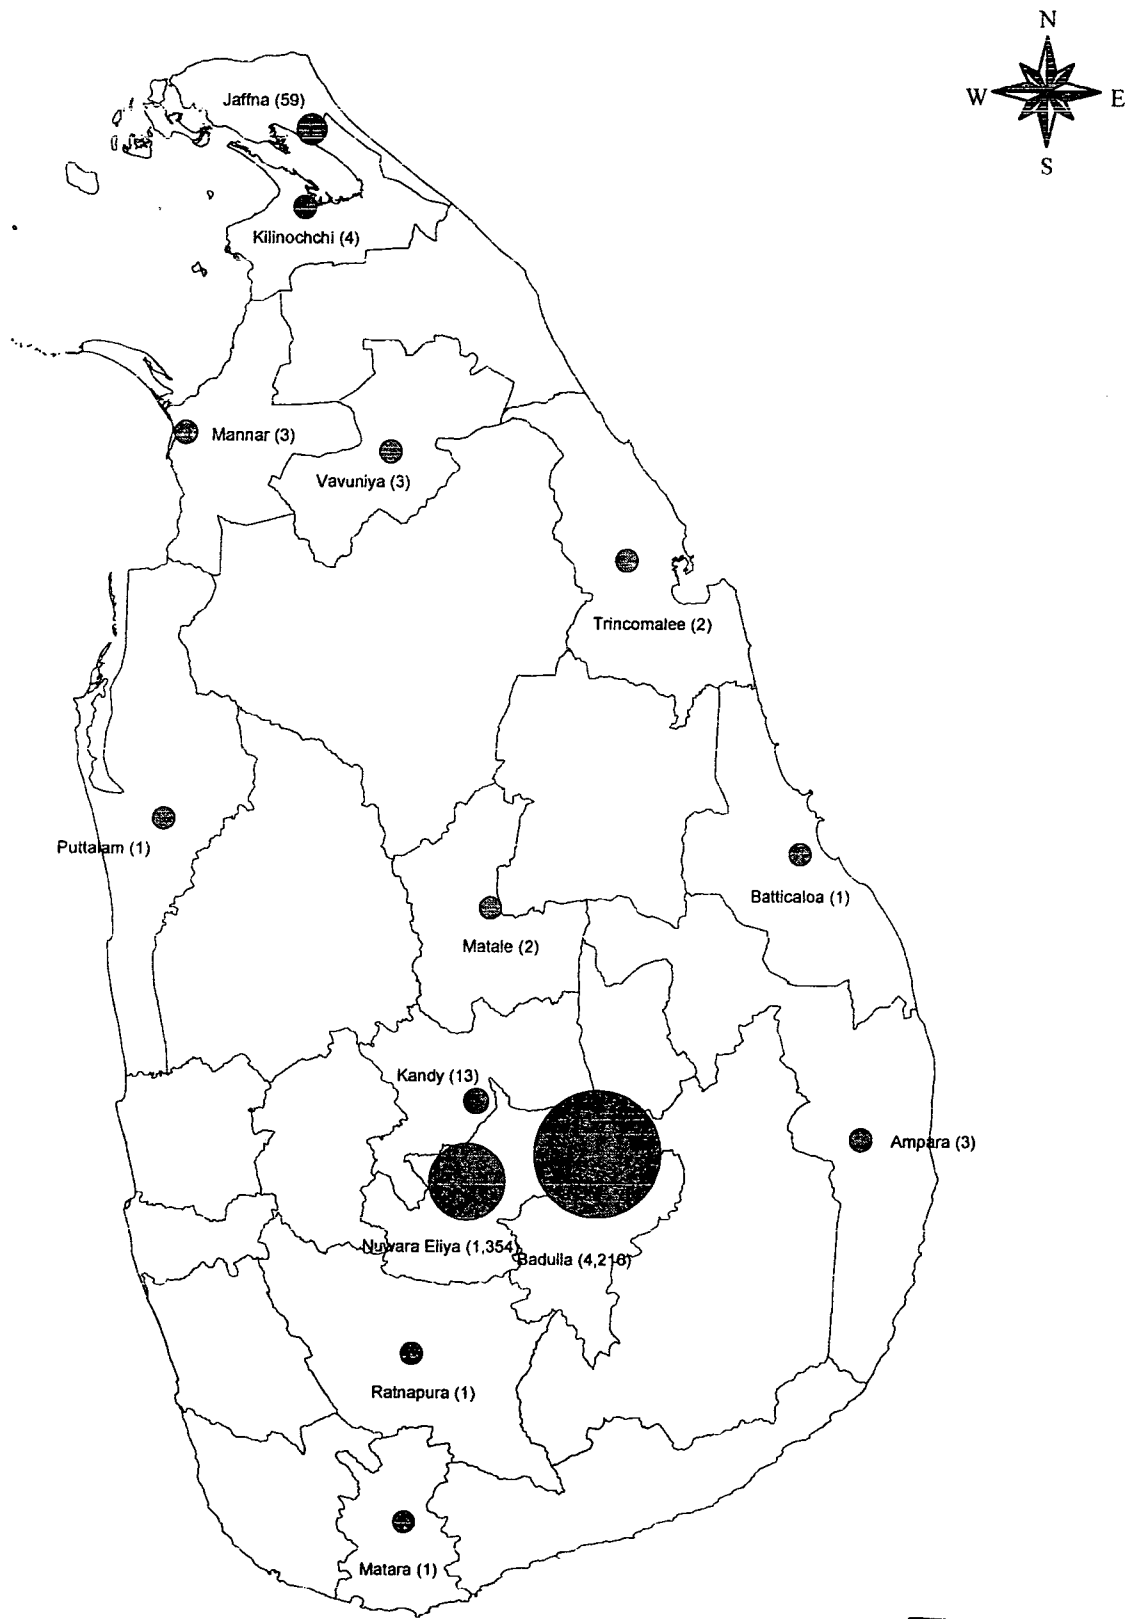 N
W E
S
Jaffna (59)
Kilinochchi (4)
Mannar (3)
Vavuniya (3)
Trincomalee (2)
Puttalam (1)
Batticaloa (1)
Matale (2)
Kandy (13)
Ampara (3)
Nuwara Eliya (1,354)
Badulla (4,216)
Ratnapura (1)
Matara (1)